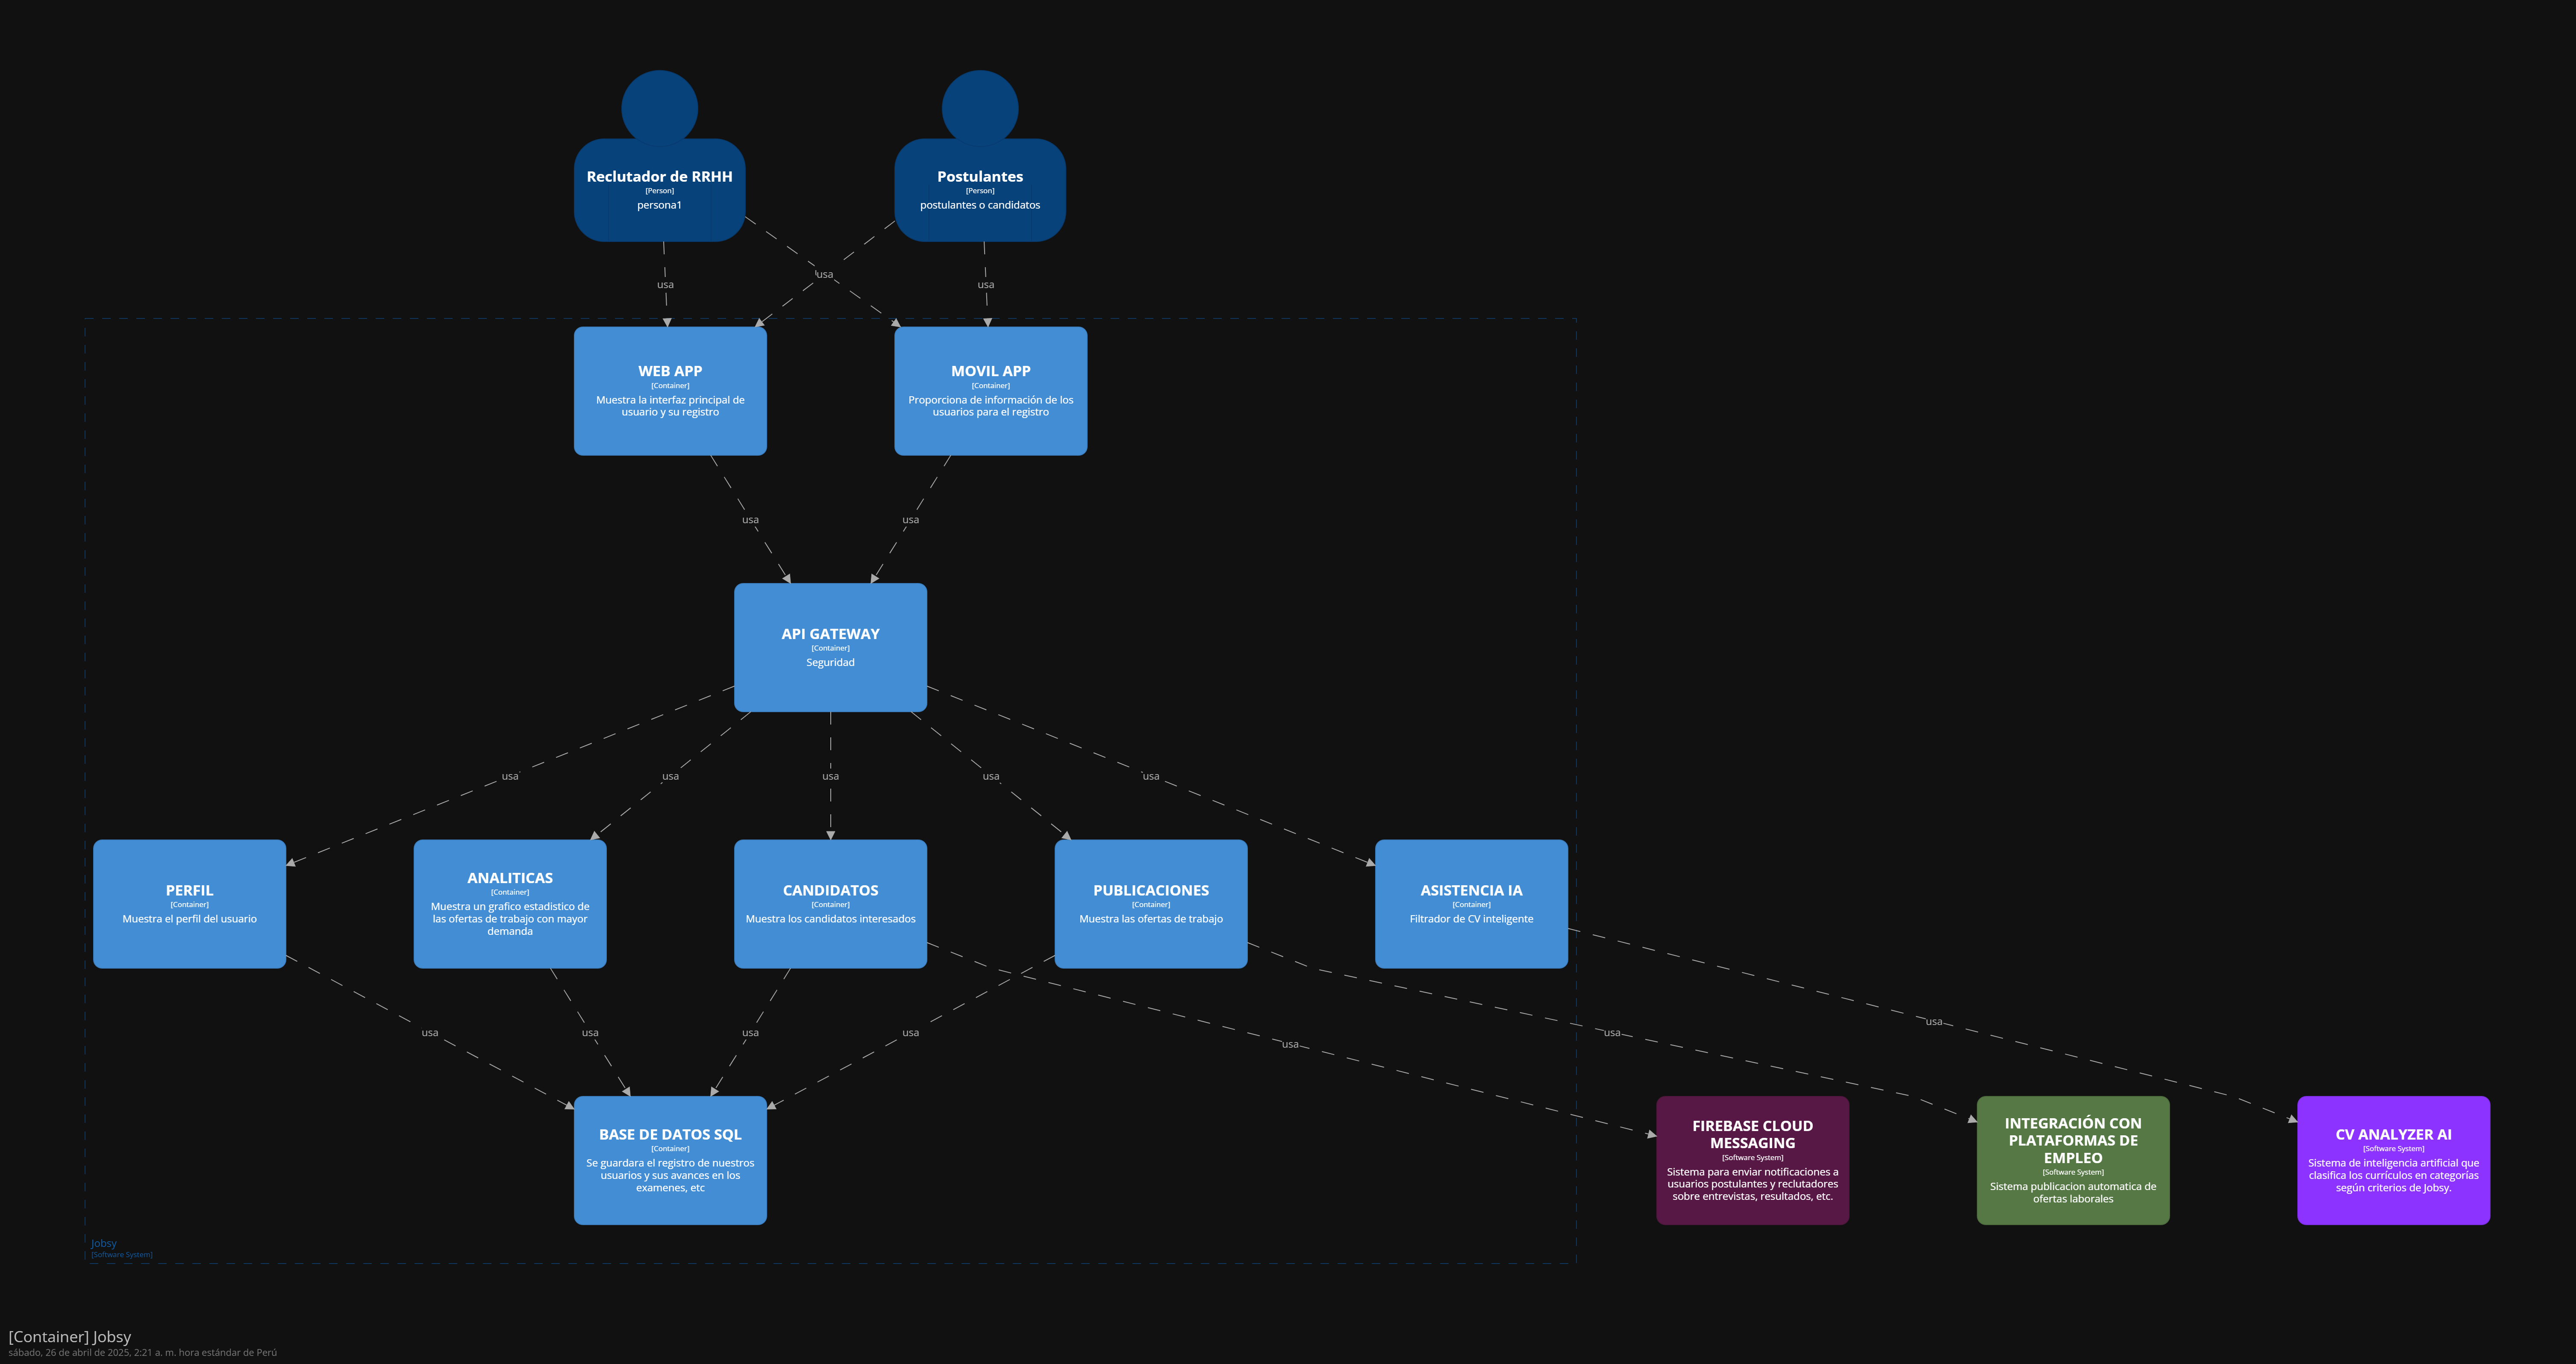 Reclutador de RRHH
[Person]
persona1
Postulantes
[Person]
postulantes o candidatos
usa
usa
usa
WEB APP
[Container]
Muestra la interfaz principal de
usuario y su registro
MOVIL APP
[Container]
Proporciona de información de los
usuarios para el registro
usa
usa
API GATEWAY
[Container]
Seguridad
usa
usa
usa
usa
usa
PERFIL
[Container]
Muestra el perfil del usuario
ANALITICAS
[Container]
Muestra un grafico estadistico de
las ofertas de trabajo con mayor
demanda
CANDIDATOS
[Container]
Muestra los candidatos interesados
PUBLICACIONES
[Container]
Muestra las ofertas de trabajo
ASISTENCIA IA
[Container]
Filtrador de CV inteligente
usa
usa
usa
usa
usa
usa
usa
BASE DE DATOS SQL
[Container]
Se guardara el registro de nuestros
usuarios y sus avances en los
examenes, etc
FIREBASE CLOUD
MESSAGING
[Software System]
Sistema para enviar notificaciones a
usuarios postulantes y reclutadores
sobre entrevistas, resultados, etc.
INTEGRACIÓN CON
PLATAFORMAS DE
EMPLEO
[Software System]
Sistema publicacion automatica de
ofertas laborales
CV ANALYZER AI
[Software System]
Sistema de inteligencia artificial que
clasifica los currículos en categorías
según criterios de Jobsy.
Jobsy
[Software System]
[Container] Jobsy
sábado, 26 de abril de 2025, 2:21 a. m. hora estándar de Perú